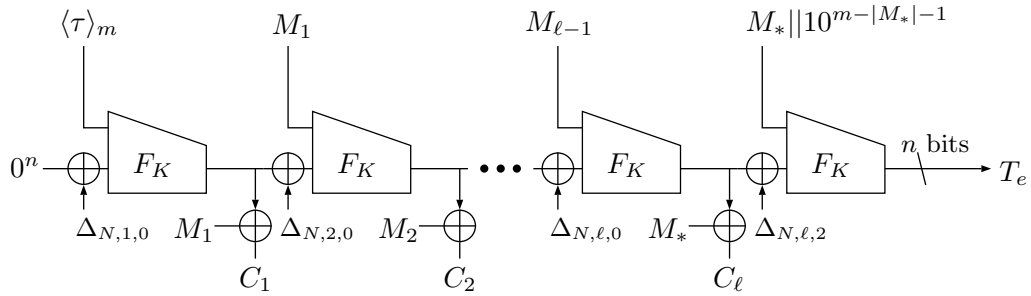 ⟨τ⟩_m M_1 M_{ℓ−1} M_*||10^{m−|M_*|−1}
n bits
0^n F_K F_K ••• F_K F_K T_e
Δ_{N,1,0} M_1 Δ_{N,2,0} M_2 Δ_{N,ℓ,0} M_* Δ_{N,ℓ,2}
C_1 C_2 C_ℓ